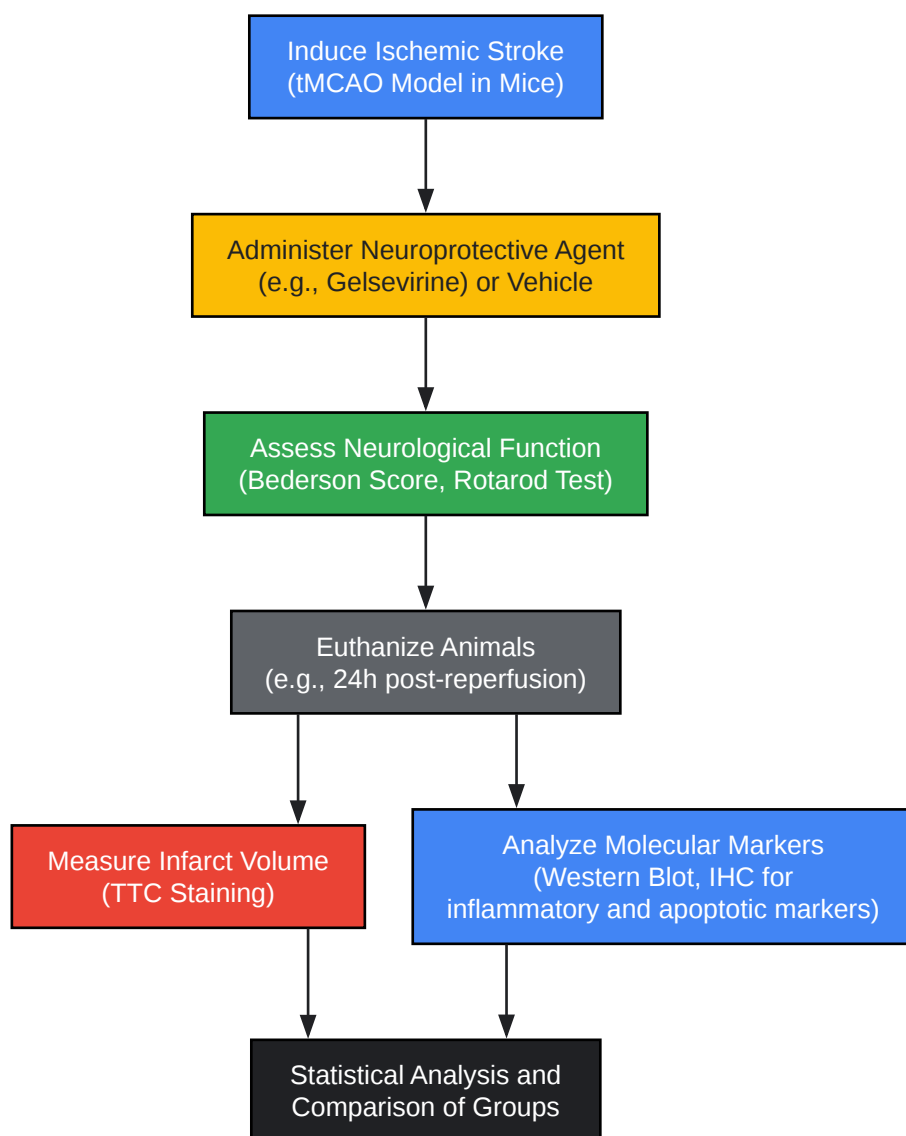 Induce Ischemic Stroke
(tMCAO Model in Mice)
Administer Neuroprotective Agent
(e.g., Gelsevirine) or Vehicle
Assess Neurological Function
(Bederson Score, Rotarod Test)
Euthanize Animals
(e.g., 24h post-reperfusion)
Measure Infarct Volume
(TTC Staining)
Analyze Molecular Markers
(Western Blot, IHC for
inflammatory and apoptotic markers)
Statistical Analysis and
Comparison of Groups